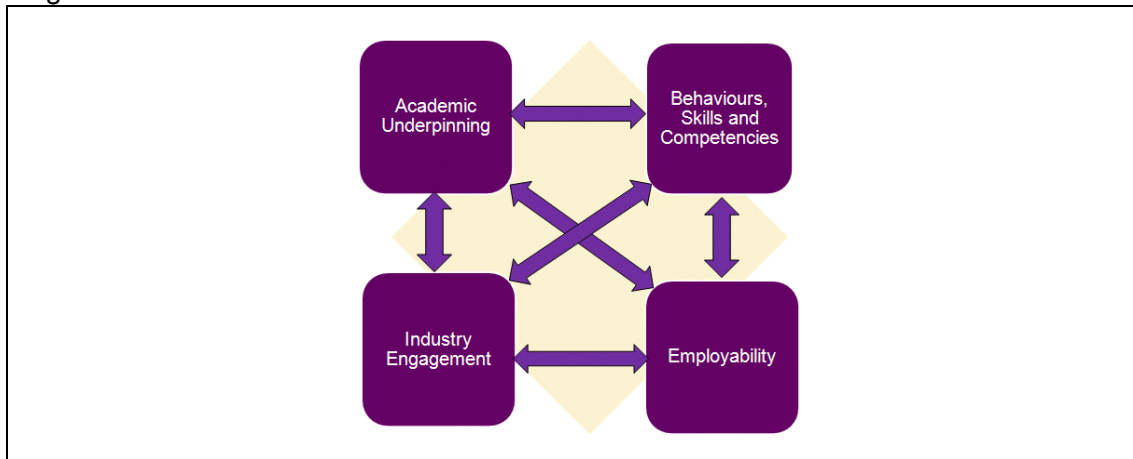 Academic
Underpinning
Behaviours,
Skills and
Competencies
Industry
Engagement
Employability